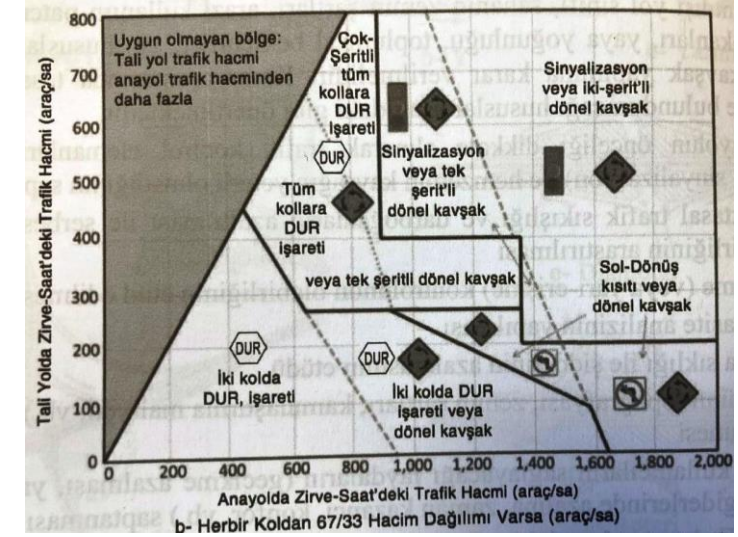 800
700
600
500
400
300
200
100
0
Tali Yolda Zirve-Saat'deki Trafik Hacmi (araç/sa)
Uygun olmayan bölge:
Tali yol trafik hacmi
anayol trafik hacminden
daha fazla
Çok-
Şeritli
tüm
kollara
DUR
işareti
DUR
Tüm
kollara
DUR
işareti
Sinyalizasyon
veya tek
şerit'li
dönel kavşak
Sinyalizasyon
veya iki-şerit'li
dönel kavşak
veya tek şeritli dönel kavşak
Sol-Dönüş
kısıtı veya
dönel kavşak
DUR
İki kolda
DUR, işareti
DUR
İki kolda DUR
işareti veya
dönel kavşak
0 200 400 600 800 1,000 1,200 1,400 1,600 1,800 2,000
Anayolda Zirve-Saat'deki Trafik Hacmi (araç/sa)
b- Herbir Koldan 67/33 Hacim Dağılımı Varsa (araç/sa)